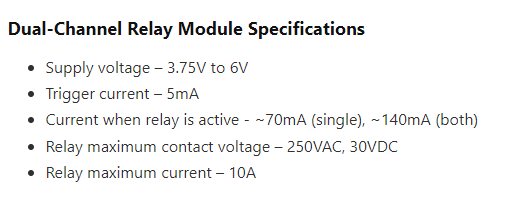 Dual-Channel Relay Module Specifications
• Supply voltage – 3.75V to 6V
• Trigger current – 5mA
• Current when relay is active - ~70mA (single), ~140mA (both)
• Relay maximum contact voltage – 250VAC, 30VDC
• Relay maximum current – 10A